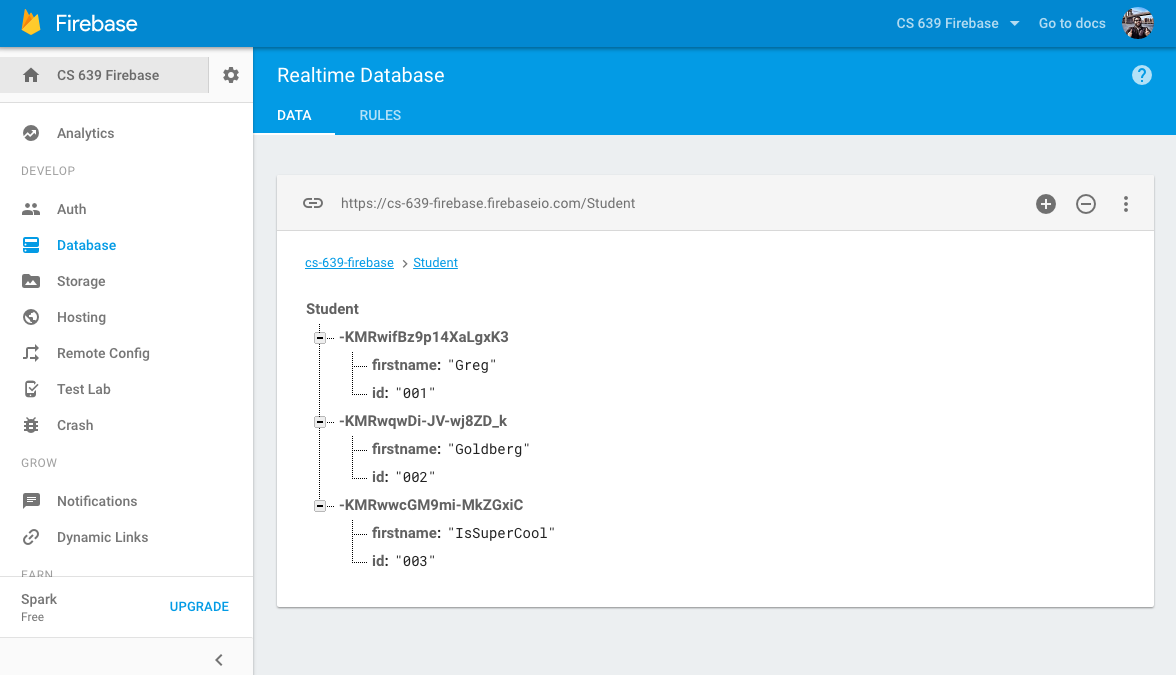 Firebase
CS 639 Firebase
Go to docs
CS 639 Firebase
Analytics
DEVELOP
Auth
Database
Storage
Hosting
Remote Config
Test Lab
Crash
GROW
Notifications
Dynamic Links
EARN
Spark
Free
UPGRADE
Realtime Database
?
DATA
RULES
https://cs-639-firebase.firebaseio.com/Student
cs-639-firebase > Student
Student
-KMRwifBz9p14XaLgxK3
firstname: "Greg"
id: "001"
-KMRwqwDi-JV-wj8ZD_k
firstname: "Goldberg"
id: "002"
-KMRwwcGM9mi-MkZGxiC
firstname: "IsSuperCool"
id: "003"